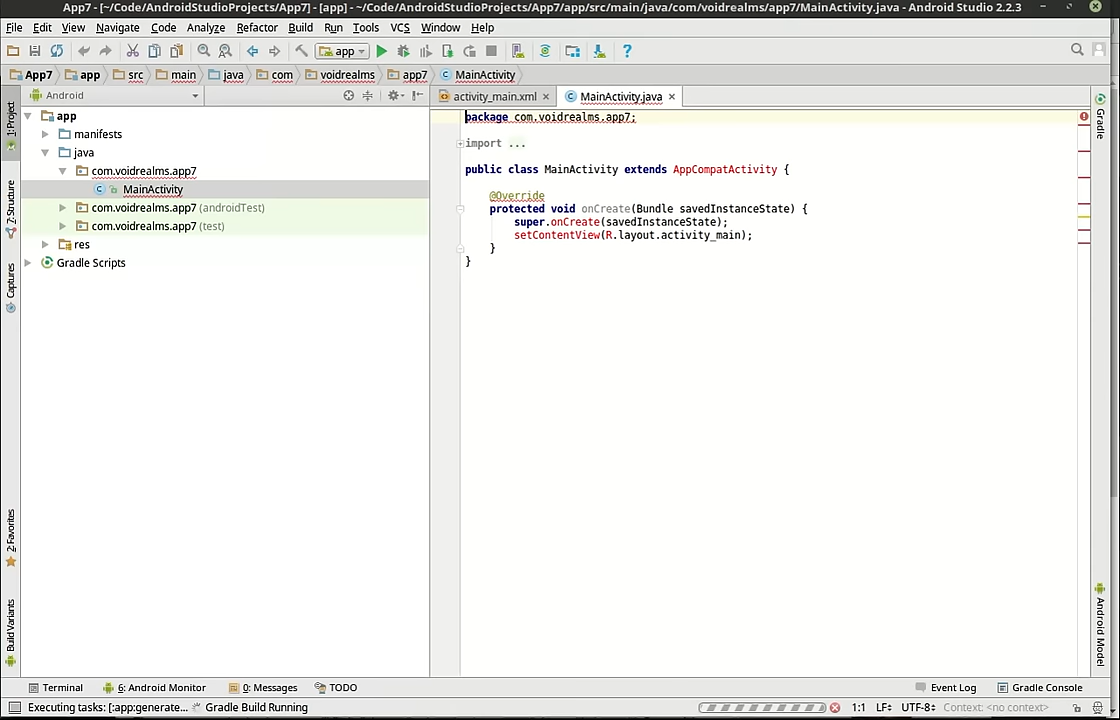 App7 - [~/Code/AndroidStudioProjects/App7] - [app] - ~/Code/AndroidStudioProjects/App7/app/src/main/java/com/voidrealms/app7/MainActivity.java - Android Studio 2.2.3
File Edit View Navigate Code Analyze Refactor Build Run Tools VCS Window Help
app
App7 app src main java com voidrealms app7 MainActivity
Android
activity_main.xml MainActivity.java
1: Project
Z-Structure
Captures
2: Favorites
Build Variants
app
manifests
java
com.voidrealms.app7
MainActivity
com.voidrealms.app7 (androidTest)
com.voidrealms.app7 (test)
res
Gradle Scripts
package com.voidrealms.app7;
import ...
public class MainActivity extends AppCompatActivity {
@Override
protected void onCreate(Bundle savedInstanceState) {
super.onCreate(savedInstanceState);
setContentView(R.layout.activity_main);
}
}
Gradle
Android Model
Terminal 6: Android Monitor 0: Messages TODO Event Log Gradle Console
Executing tasks: [:app:generate... Gradle Build Running 1:1 LF÷ UTF-8÷ Context: <no context>